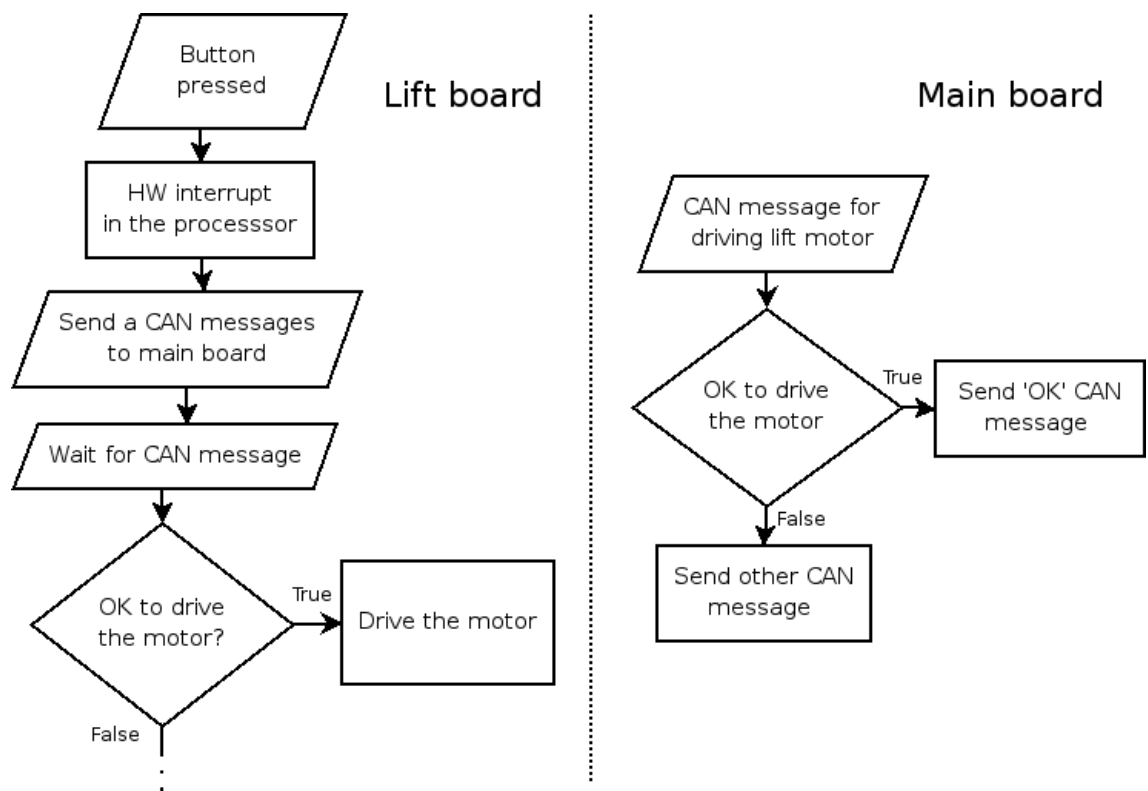 Button
pressed
Lift board
HW interrupt
in the processsor
Send a CAN messages
to main board
Wait for CAN message
OK to drive
the motor?
True
Drive the motor
False
Main board
CAN message for
driving lift motor
OK to drive
the motor
True
Send 'OK' CAN
message
False
Send other CAN
message